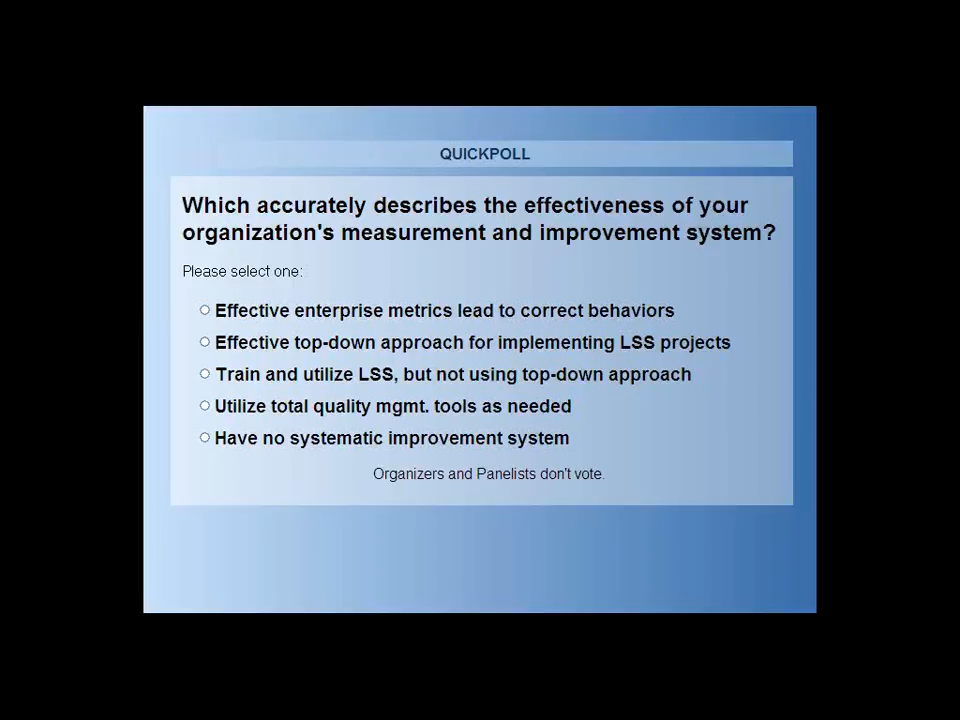 QUICKPOLL
Which accurately describes the effectiveness of your
organization's measurement and improvement system?
Please select one:
Effective enterprise metrics lead to correct behaviors
Effective top-down approach for implementing LSS projects
Train and utilize LSS, but not using top-down approach
Utilize total quality mgmt. tools as needed
Have no systematic improvement system
Organizers and Panelists don't vote.